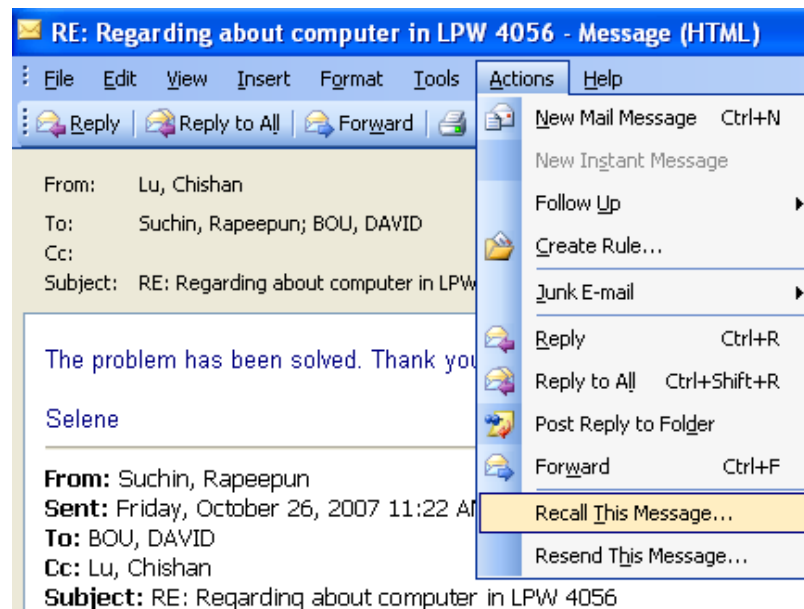 RE: Regarding about computer in LPW 4056 - Message (HTML)
File Edit View Insert Format Tools Actions Help
Reply Reply to All Forward
New Mail Message Ctrl+N
New Instant Message
Follow Up
Create Rule...
Junk E-mail
Reply Ctrl+R
Reply to All Ctrl+Shift+R
Post Reply to Folder
Forward Ctrl+F
Recall This Message...
Resend This Message...
From: Lu, Chishan
To: Suchin, Rapeepun; BOU, DAVID
Cc:
Subject: RE: Regarding about computer in LPW
The problem has been solved. Thank you
Selene
From: Suchin, Rapeepun
Sent: Friday, October 26, 2007 11:22 AM
To: BOU, DAVID
Cc: Lu, Chishan
Subject: RE: Regarding about computer in LPW 4056